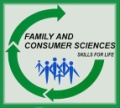 FAMILY AND
CONSUMER SCIENCES
SKILLS FOR LIFE